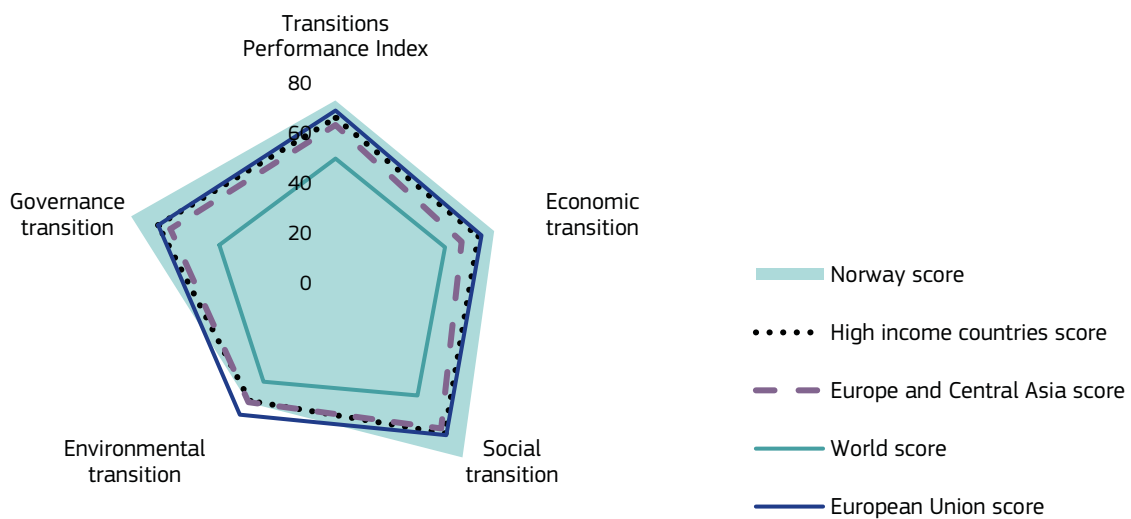 Transitions
Performance Index
80
60
40
20
0
Governance
transition
Economic
transition
Environmental
transition
Social
transition
Norway score
High income countries score
Europe and Central Asia score
World score
European Union score